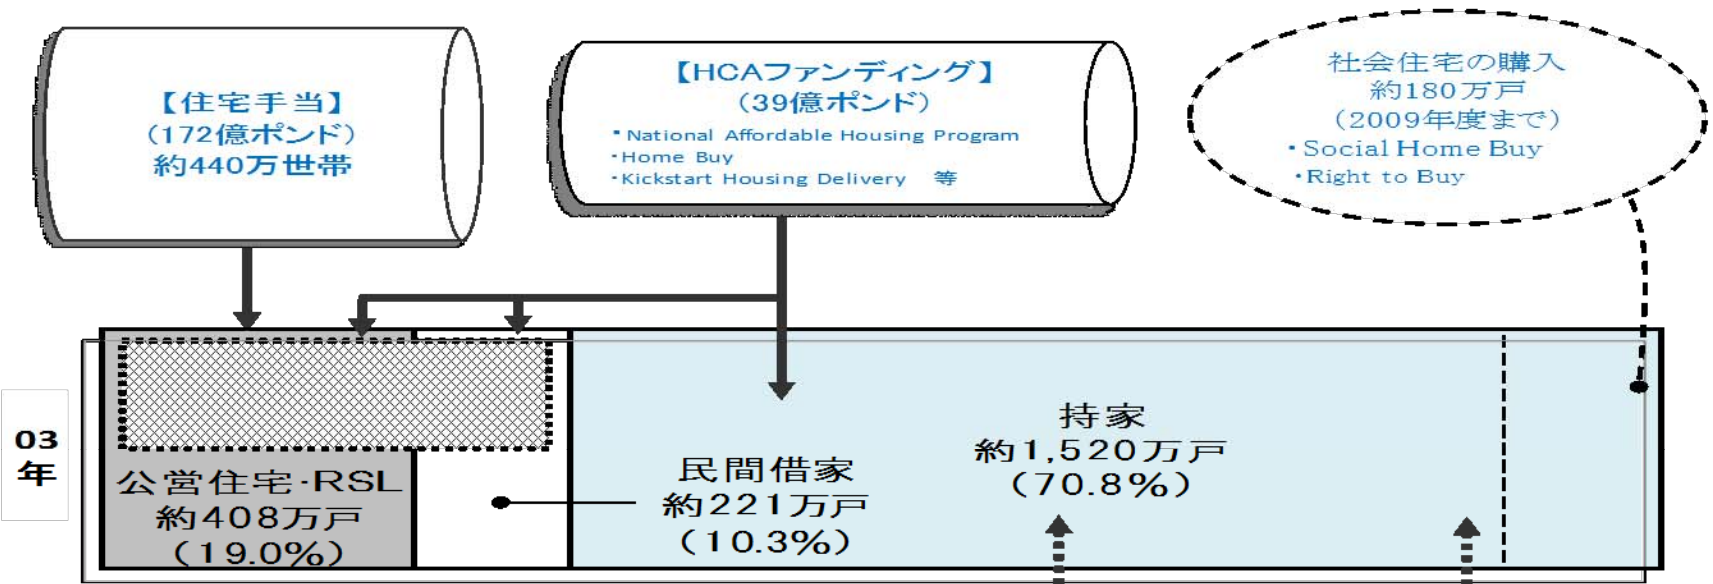 【住宅手当】
（172億ポンド）
約440万世帯
【HCAファンディング】
（39億ポンド）
・National Affordable Housing Program
・Home Buy
・Kickstart Housing Delivery　等
社会住宅の購入
約180万戸
（2009年度まで）
・Social Home Buy
・Right to Buy
03
年
公営住宅・RSL
約408万戸
（19.0%）
民間借家
約221万戸
（10.3%）
持家
約1,520万戸
（70.8%）